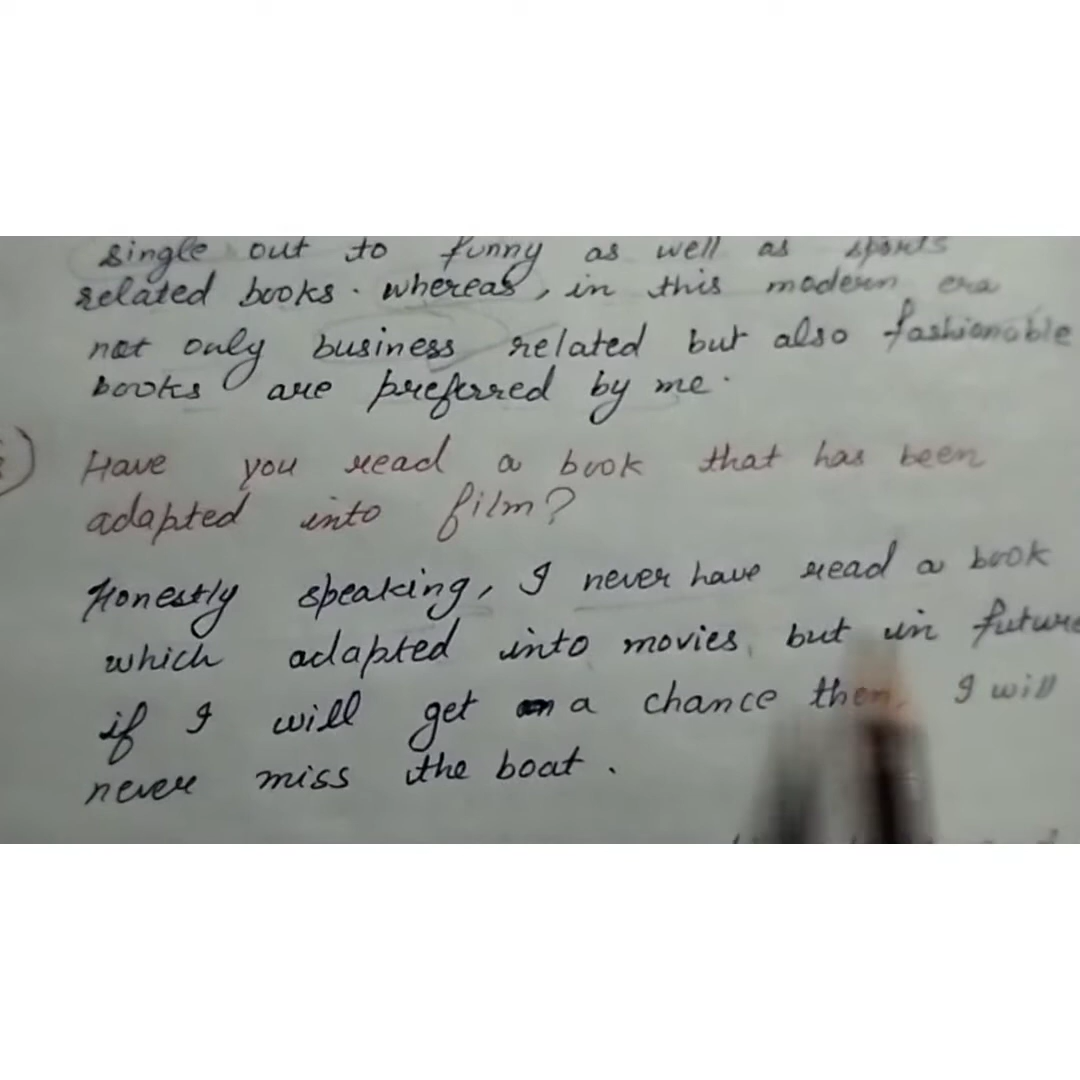 single out to funny as well as sports
related books. whereas, in this modern era
not only business related but also fashionable
books are preferred by me.
Have you read a book that has been
adapted into film?
Honestly speaking, I never have read a book
which adapted into movies, but in future
if I will get a chance then, I will
never miss the boat.